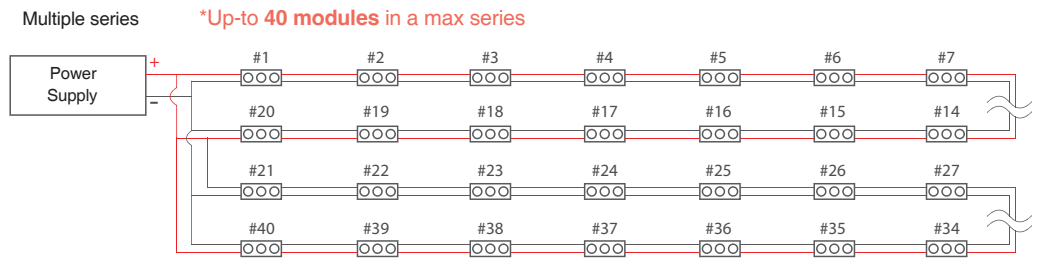 Multiple series *Up-to 40 modules in a max series
#1 #2 #3 #4 #5 #6 #7
+
Power
Supply
-
#20 #19 #18 #17 #16 #15 #14
#21 #22 #23 #24 #25 #26 #27
#40 #39 #38 #37 #36 #35 #34